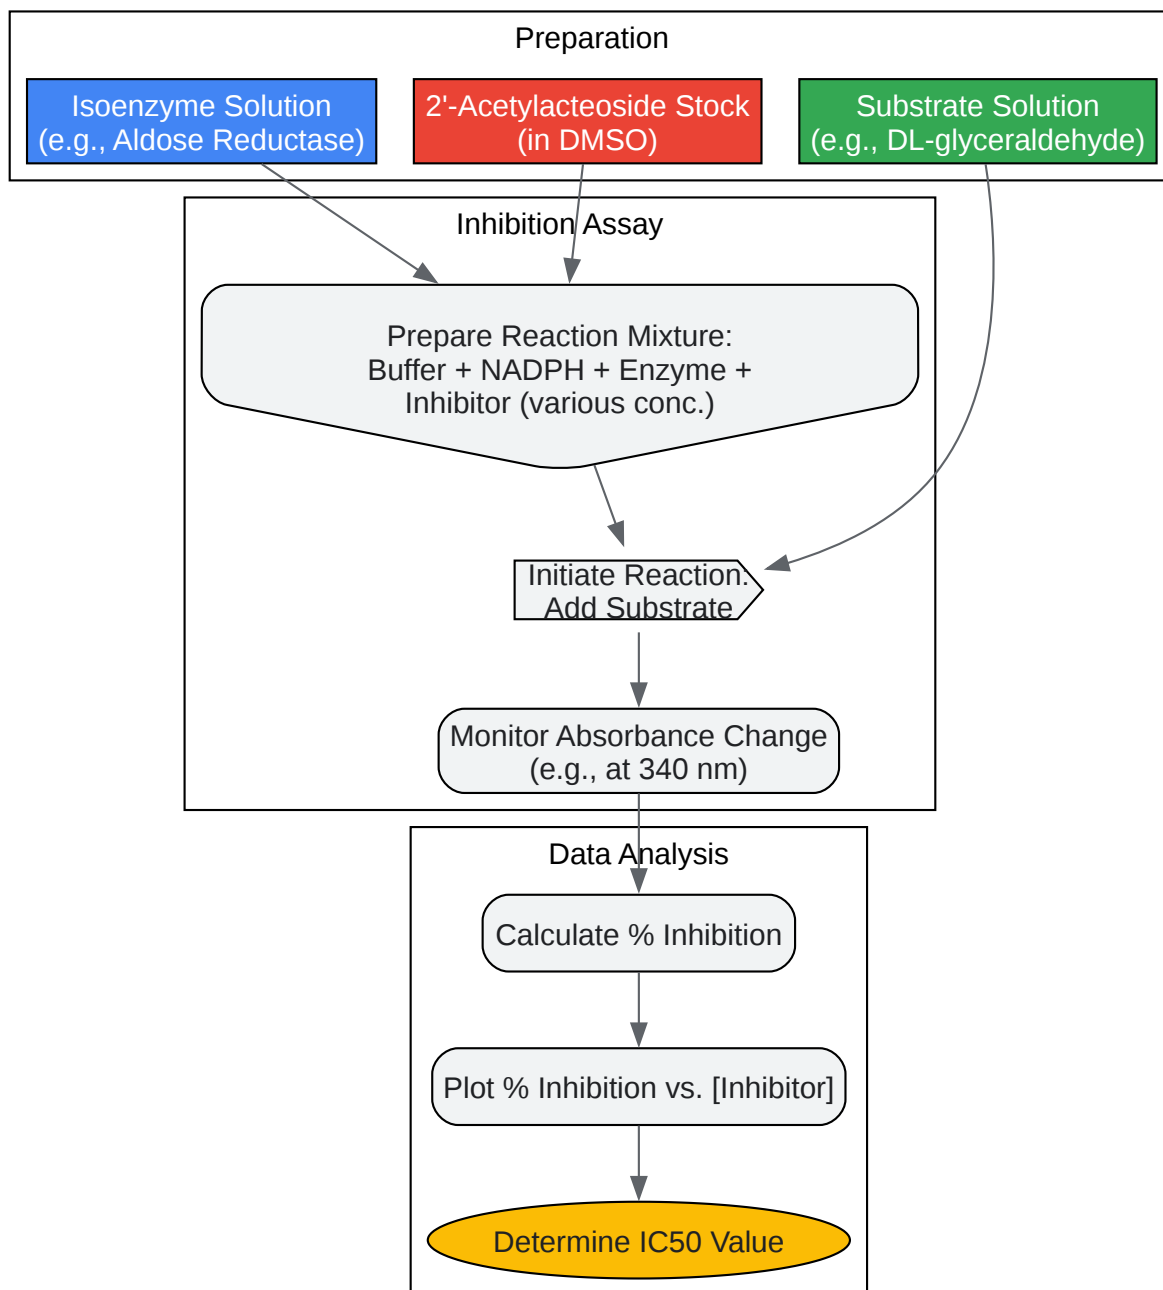 Preparation
Isoenzyme Solution
(e.g., Aldose Reductase)
2'-Acetylacteoside Stock
(in DMSO)
Substrate Solution
(e.g., DL-glyceraldehyde)
Inhibition Assay
Prepare Reaction Mixture:
Buffer + NADPH + Enzyme +
Inhibitor (various conc.)
Initiate Reaction:
Add Substrate
Monitor Absorbance Change
(e.g., at 340 nm)
Data Analysis
Calculate % Inhibition
Plot % Inhibition vs. [Inhibitor]
Determine IC50 Value